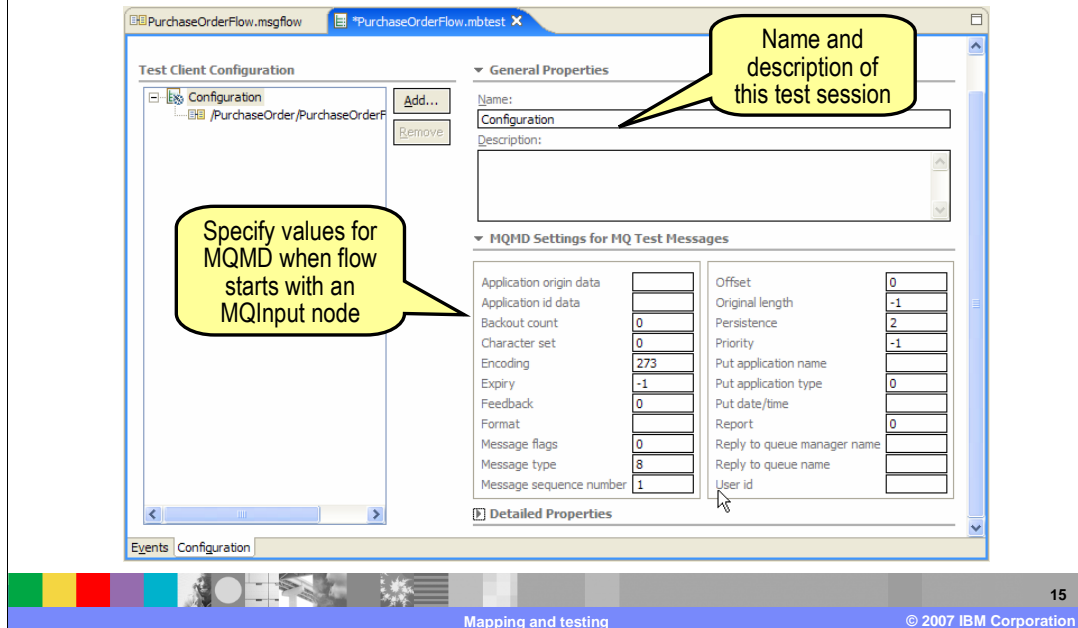 PurchaseOrderFlow.msgflow
*PurchaseOrderFlow.mbtest
Name and
description of
this test session
Test Client Configuration
General Properties
Configuration
/PurchaseOrder/PurchaseOrderF
Add...
Remove
Name:
Configuration
Description:
Specify values for
MQMD when flow
starts with an
MQInput node
MQMD Settings for MQ Test Messages
Application origin data
Application id data
Backout count 0
Character set 0
Encoding 273
Expiry -1
Feedback 0
Format
Message flags 0
Message type 8
Message sequence number 1
Offset 0
Original length -1
Persistence 2
Priority -1
Put application name
Put application type 0
Put date/time
Report 0
Reply to queue manager name
Reply to queue name
User id
Detailed Properties
Events Configuration
15
Mapping and testing
© 2007 IBM Corporation